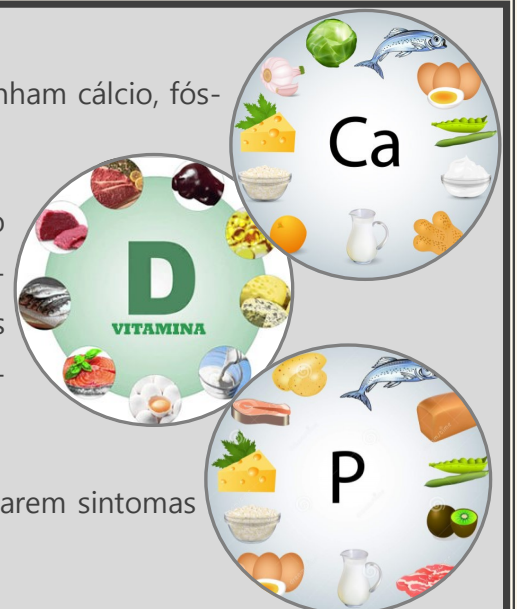 nham cálcio, fós-
Ca
o
-
s
-
D
VITAMINA
arem sintomas
P